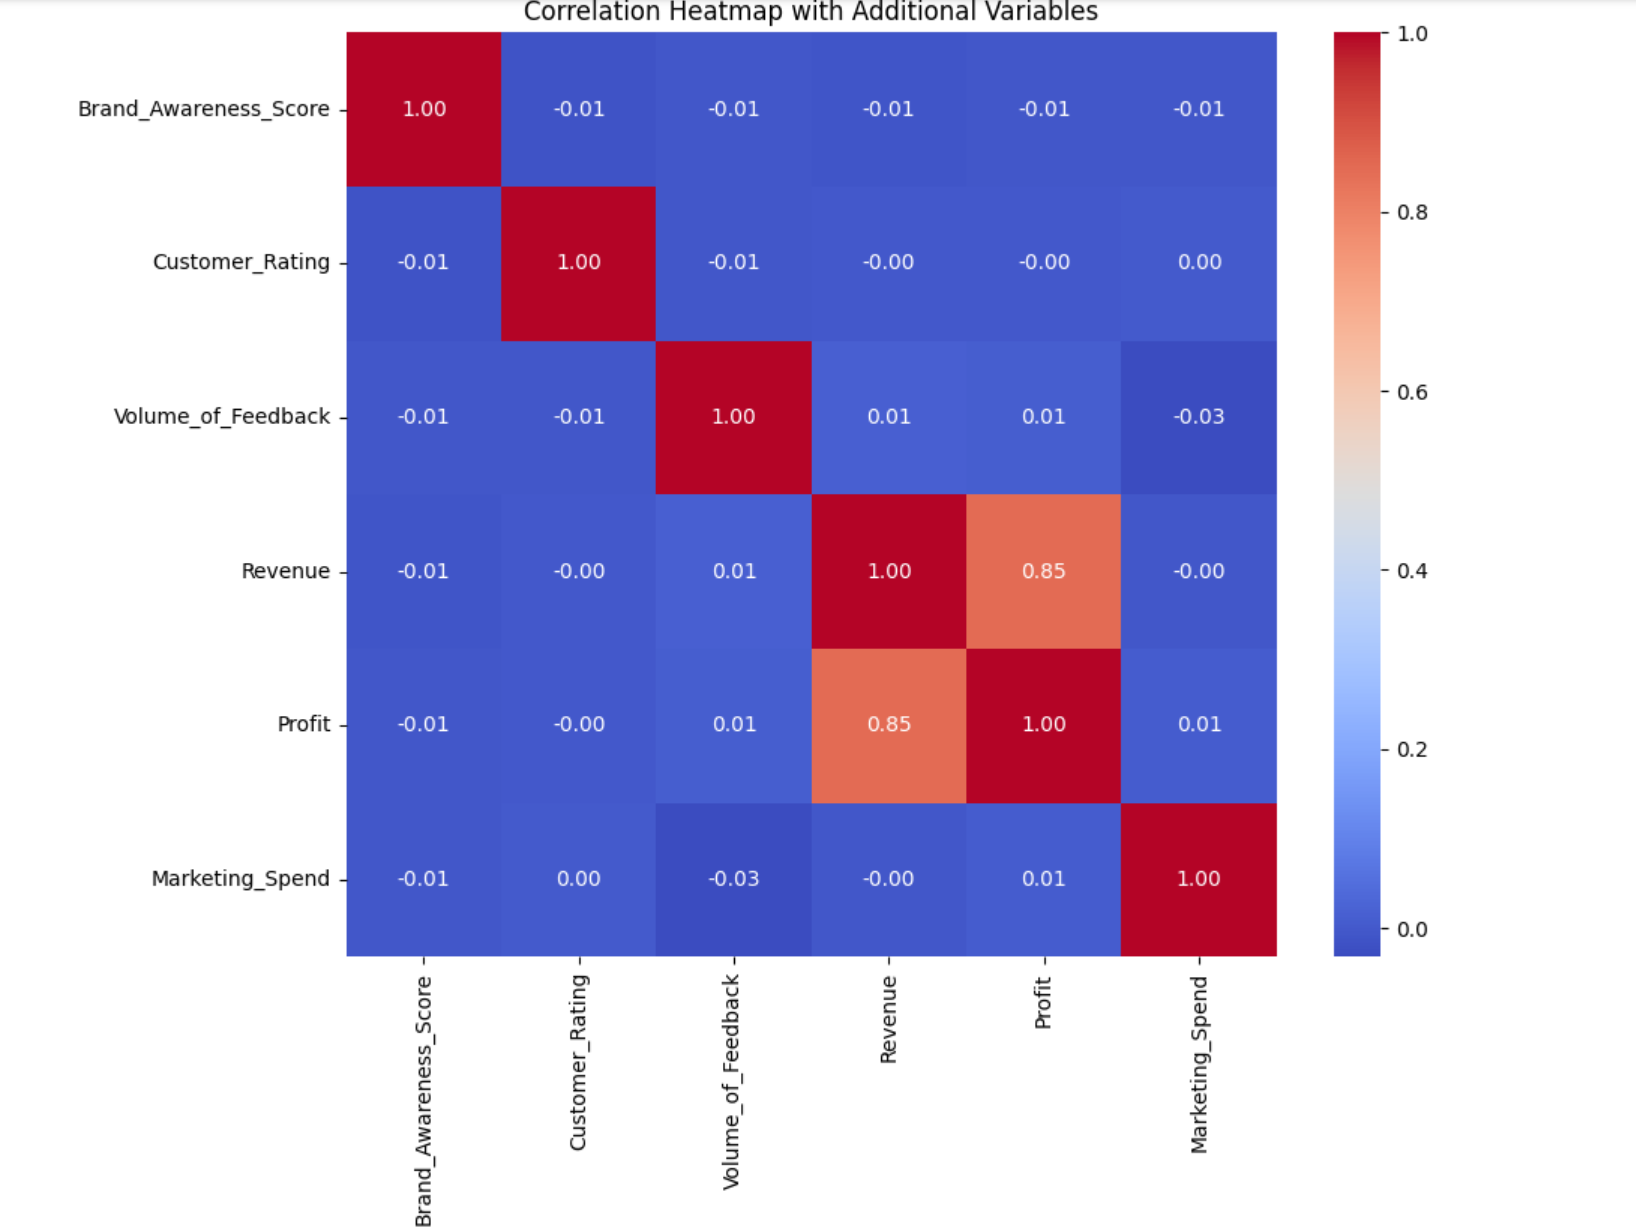 Correlation Heatmap with Additional Variables
Brand_Awareness_Score 1.00 -0.01 -0.01 -0.01 -0.01 -0.01
Customer_Rating -0.01 1.00 -0.01 -0.00 -0.00 0.00
Volume_of_Feedback -0.01 -0.01 1.00 0.01 0.01 -0.03
Revenue -0.01 -0.00 0.01 1.00 0.85 -0.00
Profit -0.01 -0.00 0.01 0.85 1.00 0.01
Marketing_Spend -0.01 0.00 -0.03 -0.00 0.01 1.00
Brand_Awareness_Score
Customer_Rating
Volume_of_Feedback
Revenue
Profit
Marketing_Spend
1.0
0.8
0.6
0.4
0.2
0.0